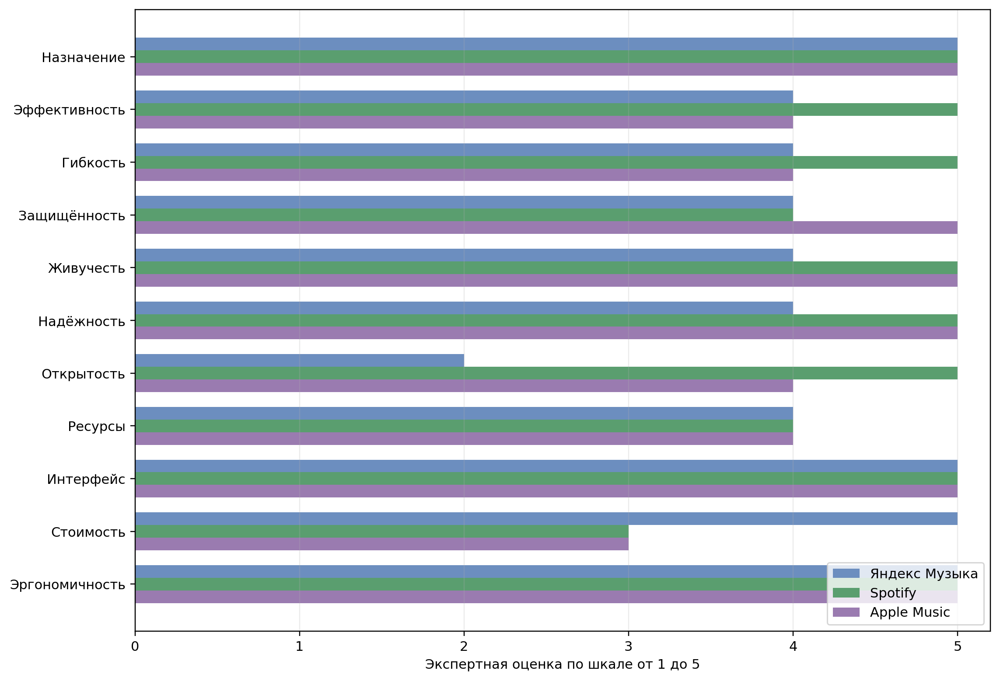 Назначение
Эффективность
Гибкость
Защищённость
Живучесть
Надёжность
Открытость
Ресурсы
Интерфейс
Стоимость
Эргономичность
Яндекс Музыка
Spotify
Apple Music
0 1 2 3 4 5
Экспертная оценка по шкале от 1 до 5